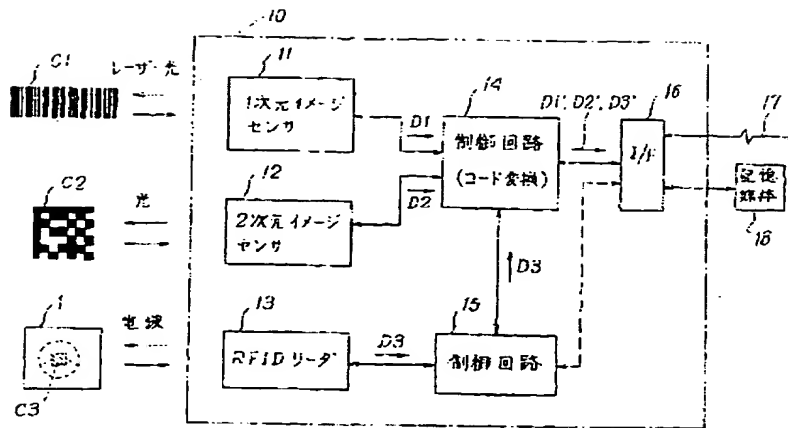 10
C1
レーザー光
11
1次元イメージ
センサ
D1
14
制御回路
(コード変換)
D1', D2', D3'
16
I/F
17
記憶
媒体
18
C2
光
12
2次元イメージ
センサ
D2
D3
1
電波
C3
13
RFIDリーダ
D3
15
制御回路